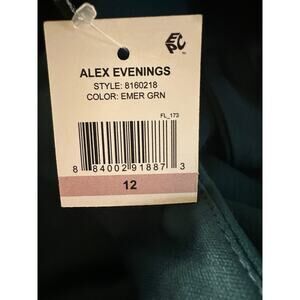 ALEX EVENINGS
STYLE: 8160218
COLOR: EMER GRN
FL_173
8 84002 91887 3
12